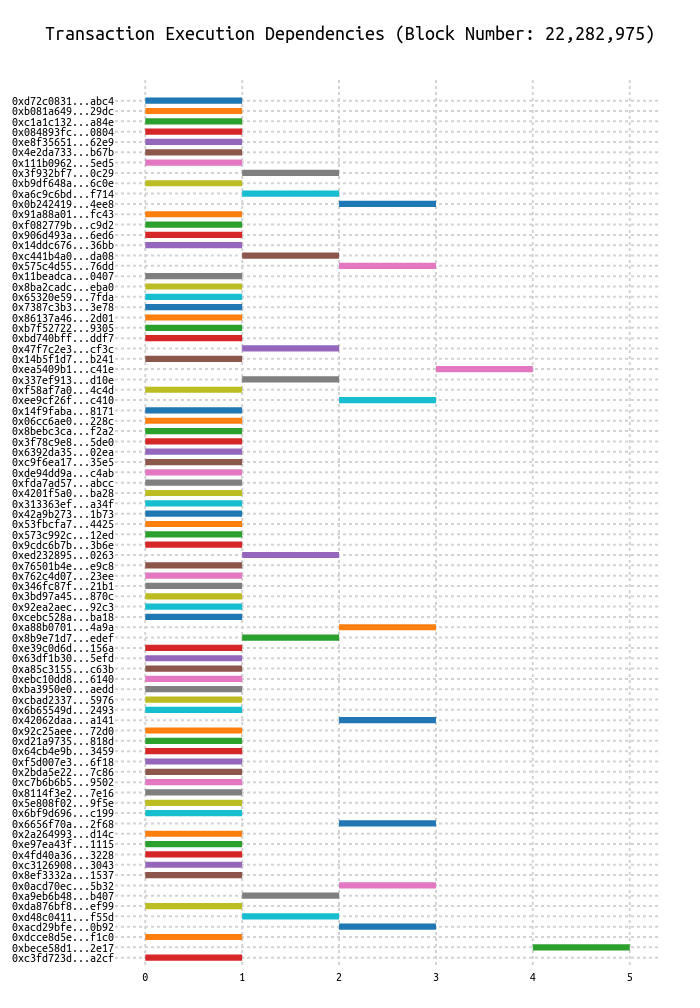 Transaction Execution Dependencies (Block Number: 22,282,975)
0xd72c0831...abc4
0xb081a649...29dc
0xc1a1c132...a84e
0x084893fc...0804
0xe8f35651...62e9
0x4e2da733...b67b
0x111b0962...5ed5
0x3f932bf7...0c29
0xb9df648a...6c0e
0xa6c9c6bd...f714
0x0b242419...4ee8
0x91a88a01...fc43
0xf082779b...c9d2
0x906d493a...6ed6
0x14ddc676...36bb
0xc441b4a0...da08
0x575c4d55...76dd
0x11beadca...0407
0x8ba2cadc...eba0
0x65320e59...7fda
0x7387c3b3...3e78
0x86137a46...2d01
0xb7f52722...9305
0xbd740bff...ddf7
0x47f7c2e3...cf3c
0x14b5f1d7...b241
0xea5409b1...c41e
0x337ef913...d10e
0xf58af7a0...4c4d
0xee9cf26f...c410
0x14f9faba...8171
0x06cc6ae0...228c
0x8bebc3ca...f2a2
0x3f78c9e8...5de0
0x6392da35...02ea
0xc9f6ea17...35e5
0xde94dd9a...c4ab
0xfda7ad57...abcc
0x4201f5a0...ba28
0x313363ef...a34f
0x42a9b273...1b73
0x53fbcfa7...4425
0x573c992c...12ed
0x9cdc6b7b...3b6e
0xed232895...0263
0x76501b4e...e9c8
0x762c4d07...23ee
0x346fc87f...21b1
0x3bd97a45...870c
0x92ea2aec...92c3
0xcebc528a...ba18
0xa88b0701...4a9a
0x8b9e71d7...edef
0xe39c0d6d...156a
0x63df1b30...5efd
0xa85c3155...c63b
0xebc10dd8...6140
0xba3950e0...aedd
0xcbad2337...5976
0x6b65549d...2493
0x42062daa...a141
0x92c25aee...72d0
0xd21a9735...818d
0x64cb4e9b...3459
0xf5d007e3...6f18
0x2bda5e22...7c86
0xc7b6b6b5...9502
0x8114f3e2...7e16
0x5e808f02...9f5e
0x6bf9d696...c199
0x6656f70a...2f68
0x2a264993...d14c
0xe97ea43f...1115
0x4fd40a36...3228
0xc3126908...3043
0x8ef3332a...1537
0x0acd70ec...5b32
0xa9eb6b48...b407
0xda876bf8...ef99
0xd48c0411...f55d
0xacd29bfe...0b92
0xdcce8d5e...f1c0
0xbece58d1...2e17
0xc3fd723d...a2cf
0 1 2 3 4 5